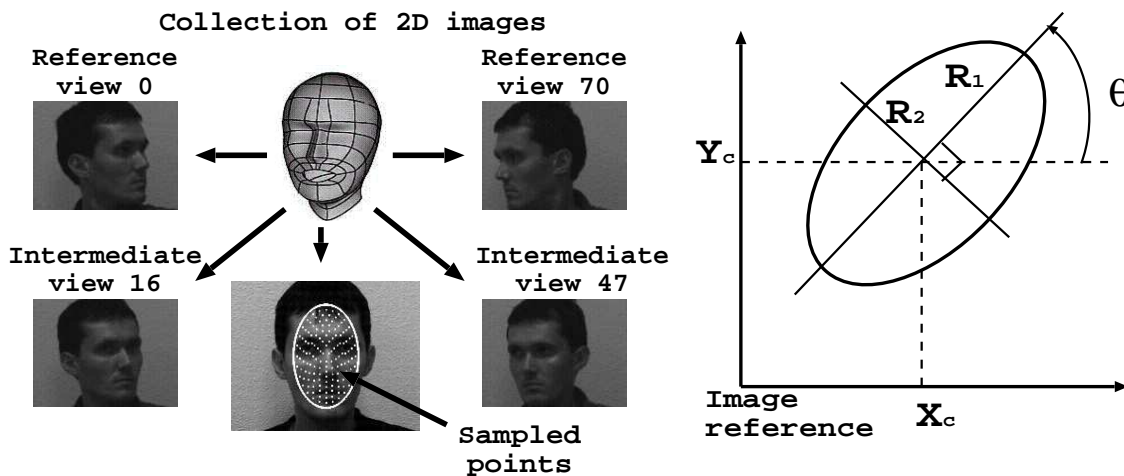 Collection of 2D images
Reference
view 0
Reference
view 70
Intermediate
view 16
Intermediate
view 47
Sampled
points
R1
R2
θ
Yc
Xc
Image
reference